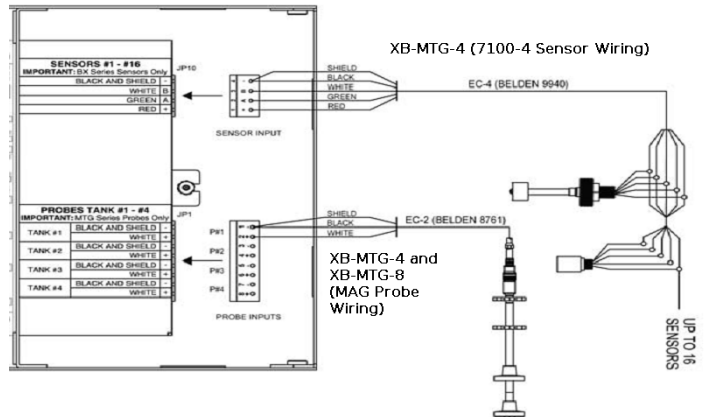 XB-MTG-4 (7100-4 Sensor Wiring)
SENSORS #1 - #16
IMPORTANT: BX Series Sensors Only
JP10
BLACK AND SHIELD -
WHITE B
GREEN A
RED +
SENSOR INPUT
SHIELD
BLACK
WHITE
GREEN
RED
EC-4 (BELDEN 9940)
PROBES TANK #1 - #4
IMPORTANT: MTG Series Probes Only
JP1
TANK #1 BLACK AND SHIELD -
WHITE +
TANK #2 BLACK AND SHIELD -
WHITE +
TANK #3 BLACK AND SHIELD -
WHITE +
TANK #4 BLACK AND SHIELD -
WHITE +
P#1
P#2
P#3
P#4
PROBE INPUTS
SHIELD
BLACK
WHITE
EC-2 (BELDEN 8761)
XB-MTG-4 and
XB-MTG-8
(MAG Probe
Wiring)
UP TO 16
SENSORS